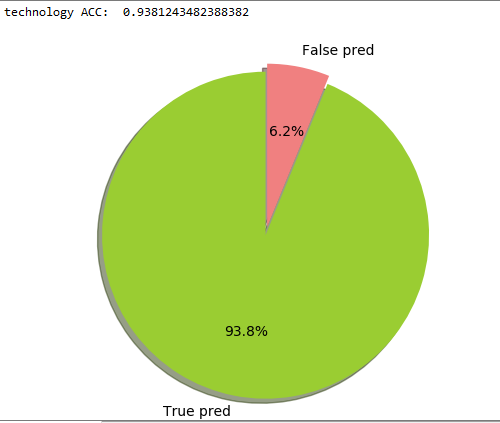 technology ACC:  0.9381243482388382
False pred
6.2%
93.8%
True pred